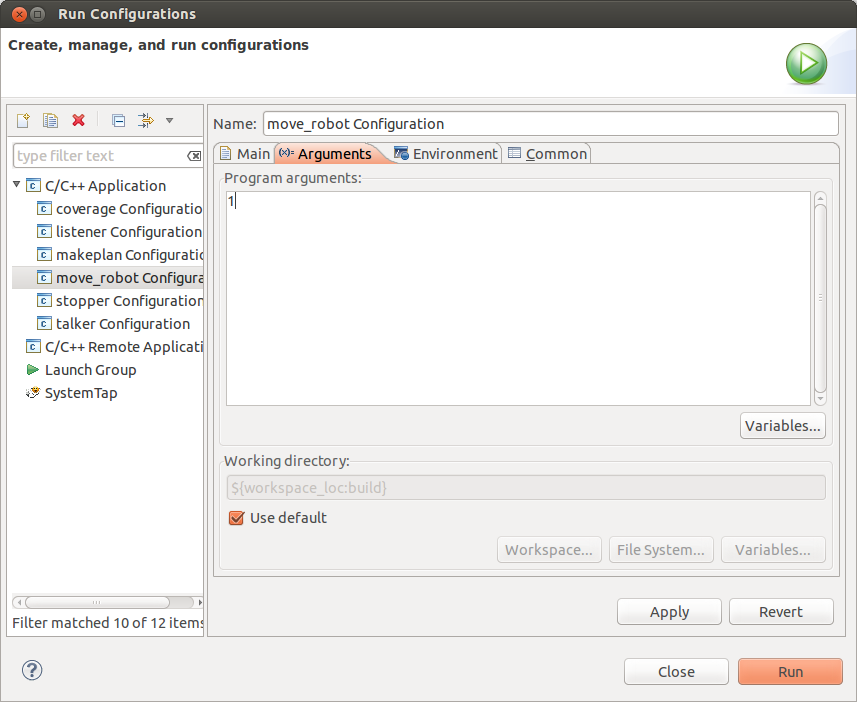 Run Configurations
Create, manage, and run configurations
Name: move_robot Configuration
type filter text
Main (x)= Arguments Environment Common
C/C++ Application
coverage Configuratio
listener Configuration
makeplan Configuratio
move_robot Configura
stopper Configuration
talker Configuration
C/C++ Remote Applicati
Launch Group
SystemTap
Filter matched 10 of 12 items
Program arguments:
1
Variables...
Working directory:
${workspace_loc:build}
Use default
Workspace... File System... Variables...
Apply Revert
? Close Run